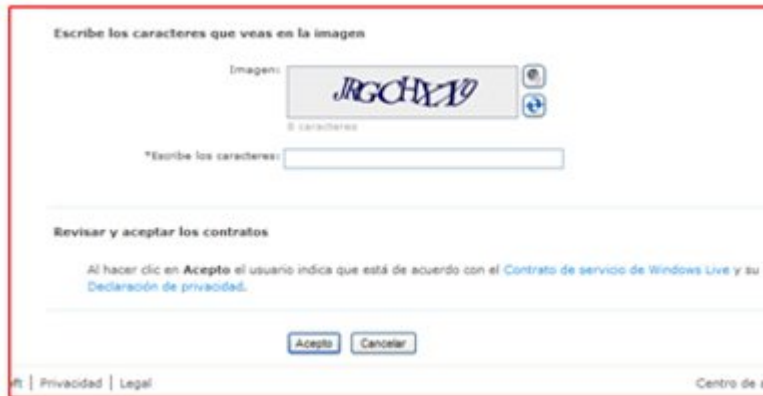 Escribe los caracteres que veas en la imagen
Imagen:
8 caracteres
*Escribe los caracteres:
Revisar y aceptar los contratos
Al hacer clic en Acepto el usuario indica que está de acuerdo con el Contrato de servicio de Windows Live y su
Declaración de privacidad.
Acepto Cancelar
ft | Privacidad | Legal Centro de a